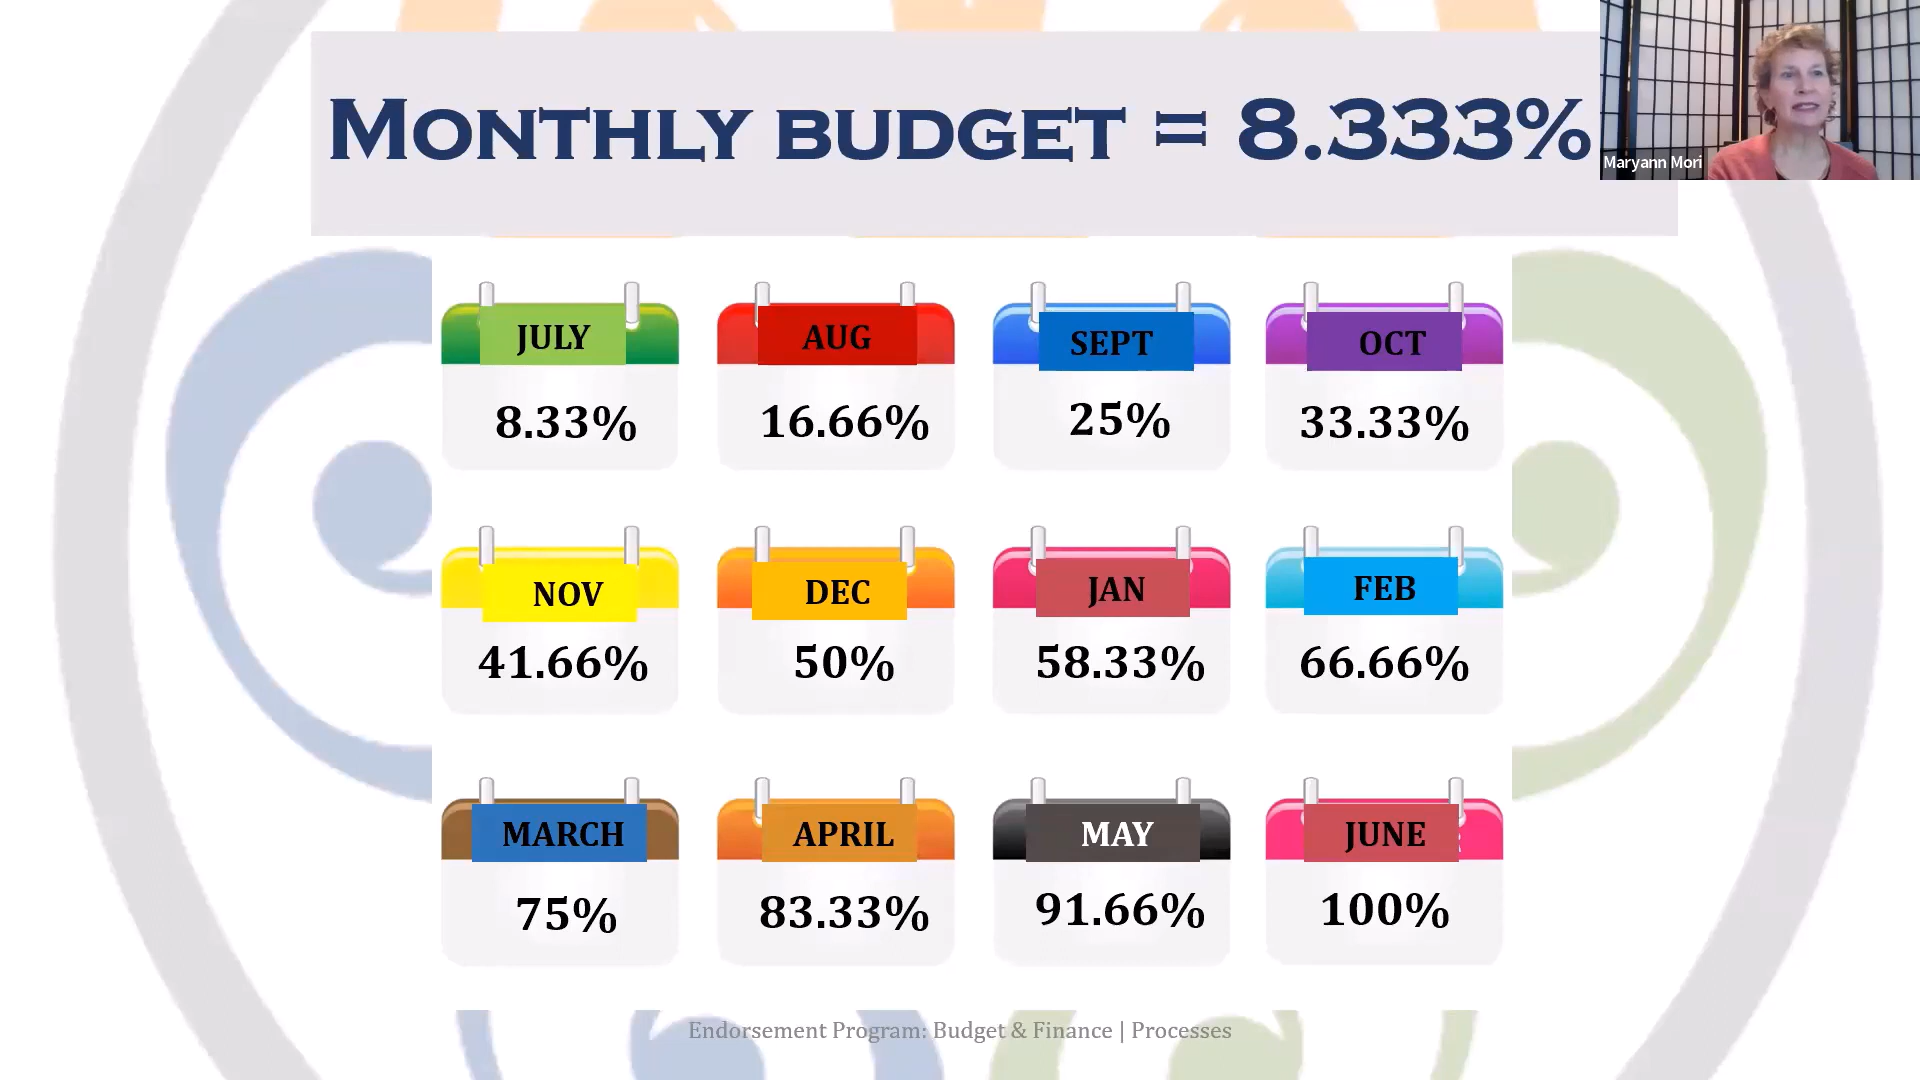 MONTHLY BUDGET = 8.333%
Maryann Mori
JULY
8.33%
AUG
16.66%
SEPT
25%
OCT
33.33%
NOV
41.66%
DEC
50%
JAN
58.33%
FEB
66.66%
MARCH
75%
APRIL
83.33%
MAY
91.66%
JUNE
100%
Endorsement Program: Budget & Finance | Processes